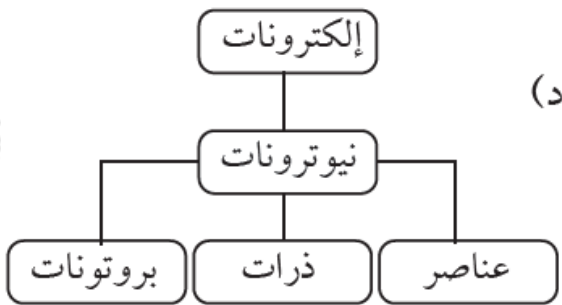 إلكترونات
د)
نيوترونات
عناصر ذرات بروتونات